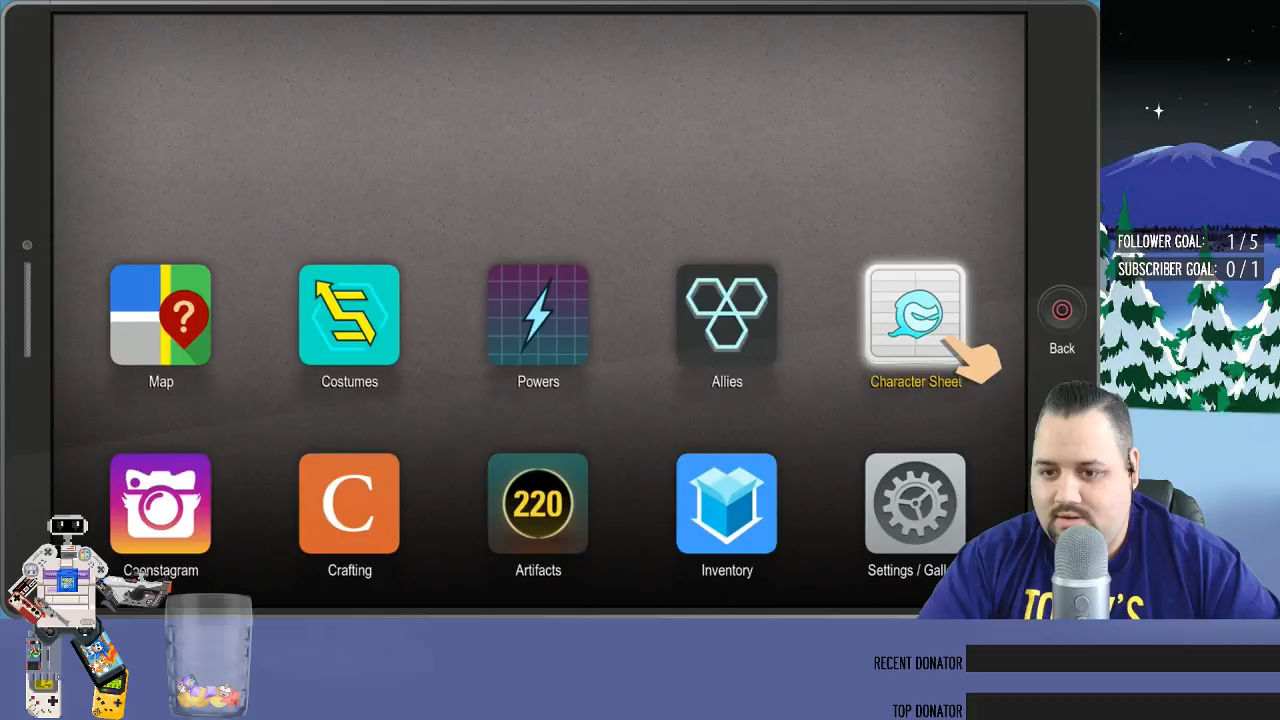 FOLLOWER GOAL: 1/5
SUBSCRIBER GOAL: 0/1
?
Back
Map
Costumes
Powers
Allies
Character Sheet
C
220
Coonstagram
Crafting
Artifacts
Inventory
Settings / Gall
TO Y'S
RECENT DONATOR
TOP DONATOR